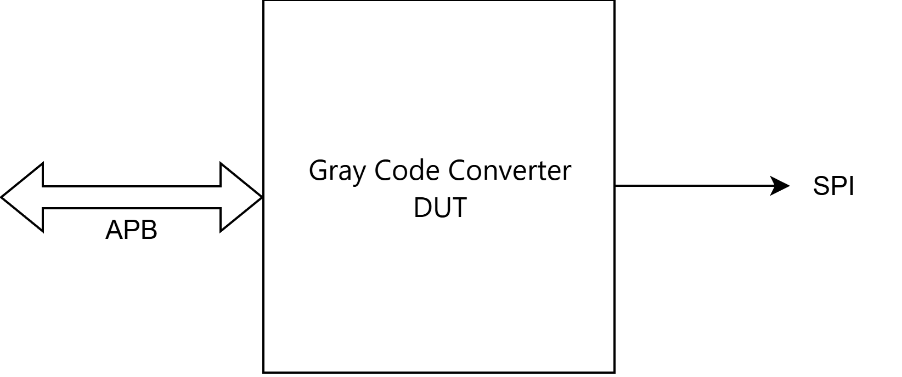 Gray Code Converter
DUT
SPI
APB